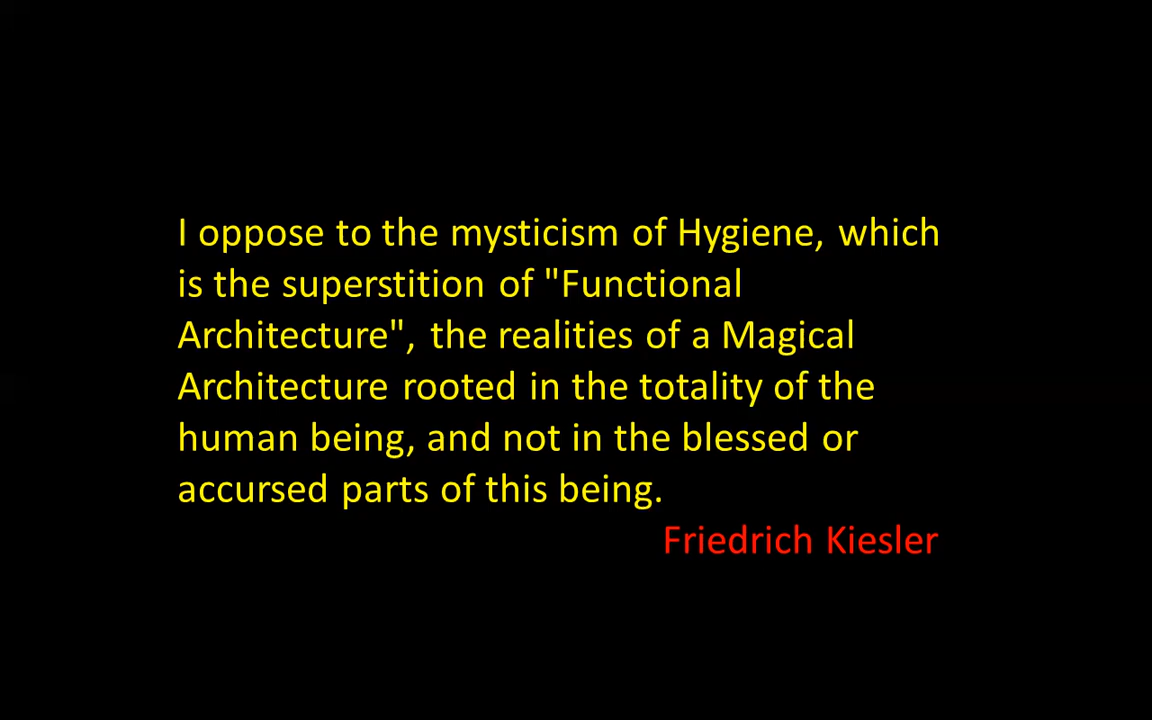 I oppose to the mysticism of Hygiene, which
is the superstition of "Functional
Architecture", the realities of a Magical
Architecture rooted in the totality of the
human being, and not in the blessed or
accursed parts of this being.
Friedrich Kiesler